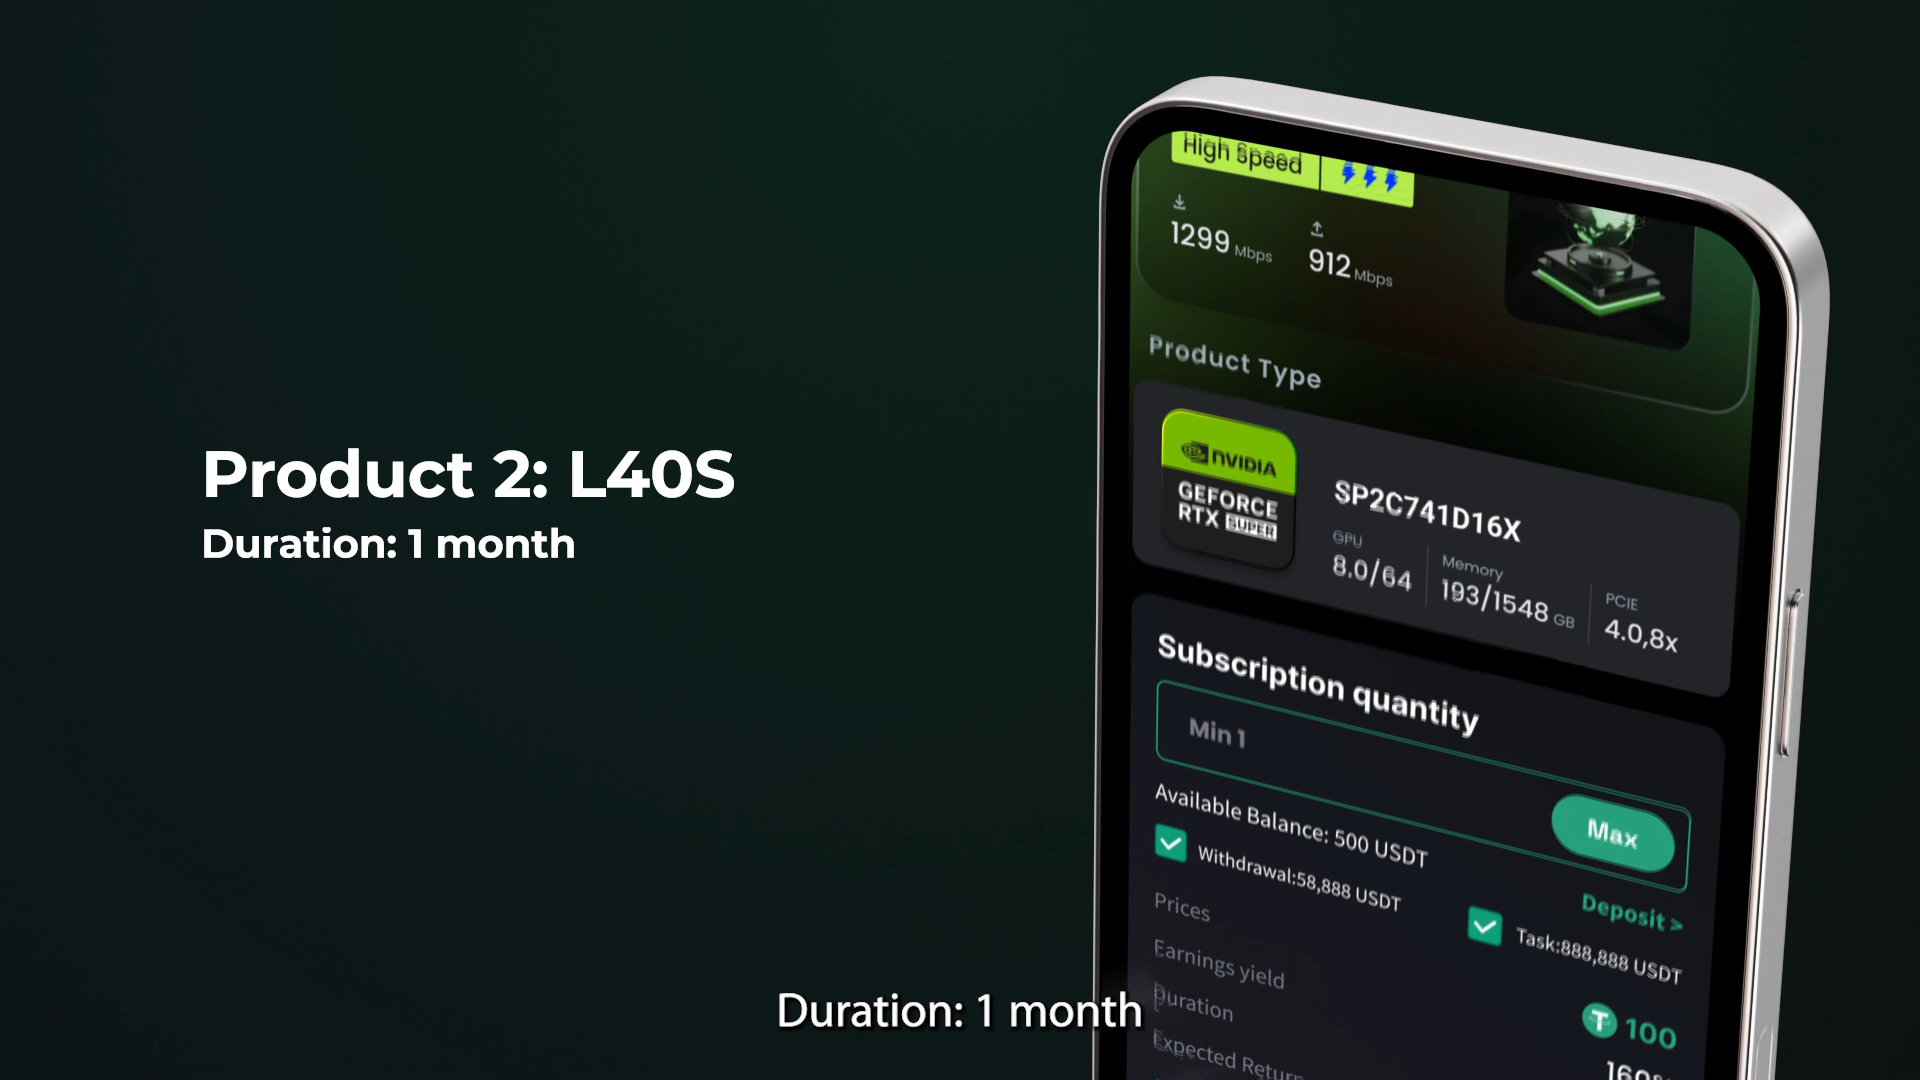 Product 2: L40S
Duration: 1 month
High Speed
1299 Mbps
912 Mbps
Product Type
NVIDIA
GEFORCE
RTX SUPER
SP2C741D16X
GPU
8.0/64
Memory
193/1548 GB
PCIE
4.0,8x
Subscription quantity
Min 1
Max
Available Balance: 500 USDT
Deposit >
Withdrawal:58,888 USDT
Task:888,888 USDT
Prices
100
Earnings yield
Duration
Expected Return
Duration: 1 month